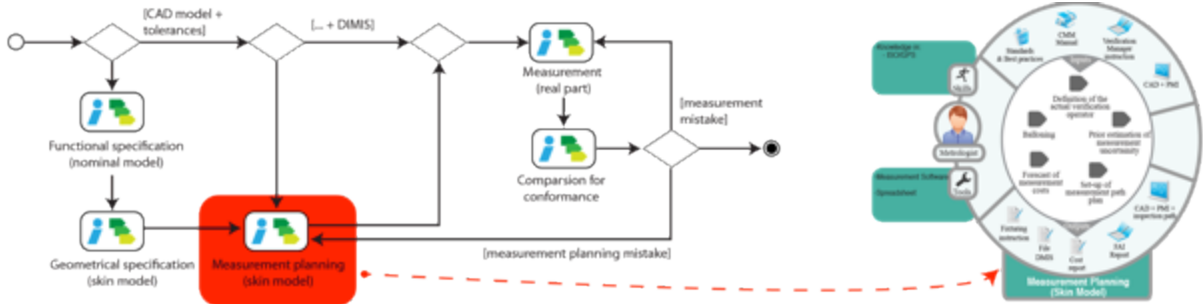 [CAD model +
tolerances]
[... + DIMIS]
Measurement
(real part)
[measurement
mistake]
Functional specification
(nominal model)
Comparsion for
conformance
Geometrical specification
(skin model)
Measurement planning
(skin model)
[measurement planning mistake]
Knowledge in
- ISO/GPS
Skills
Metrologist
Measurement Software
Spreadsheet
Tools
Standards
& Best practices
CMM
Manuel
Verification
Manager
instruction
CAD + PMI
Definition of the
actual verification
operator
Ballooning
Prior estimation of
measurement
uncertainty
Forecast of
measurement
costs
Set-up of
measurement path
plan
CAD + PMI +
inspection path
Fixturing
instruction
File
DMIS
Cost
report
FAI
Report
Measurement Planning
(Skin Model)